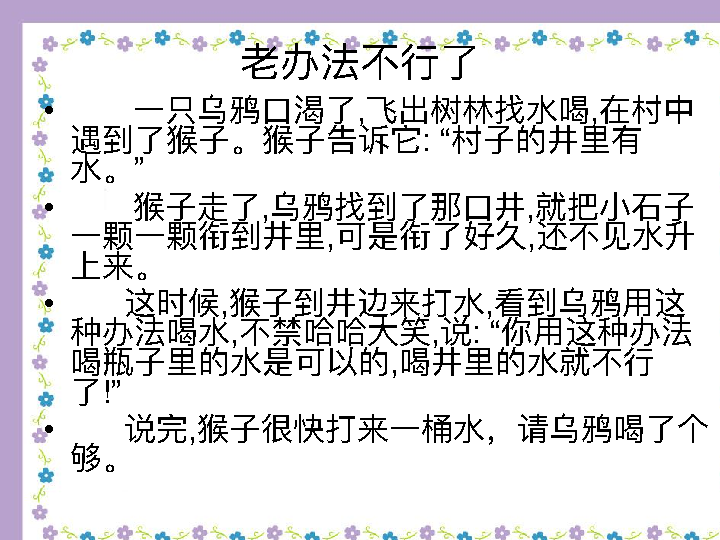 老办法不行了
• 一只乌鸦口渴了,飞出树林找水喝,在村中
遇到了猴子。猴子告诉它: “村子的井里有
水。”
• 猴子走了,乌鸦找到了那口井,就把小石子
一颗一颗衔到井里,可是衔了好久,还不见水升
上来。
• 这时候,猴子到井边来打水,看到乌鸦用这
种办法喝水,不禁哈哈大笑,说: “你用这种办法
喝瓶子里的水是可以的,喝井里的水就不行
了!”
• 说完,猴子很快打来一桶水，请乌鸦喝了个
够。